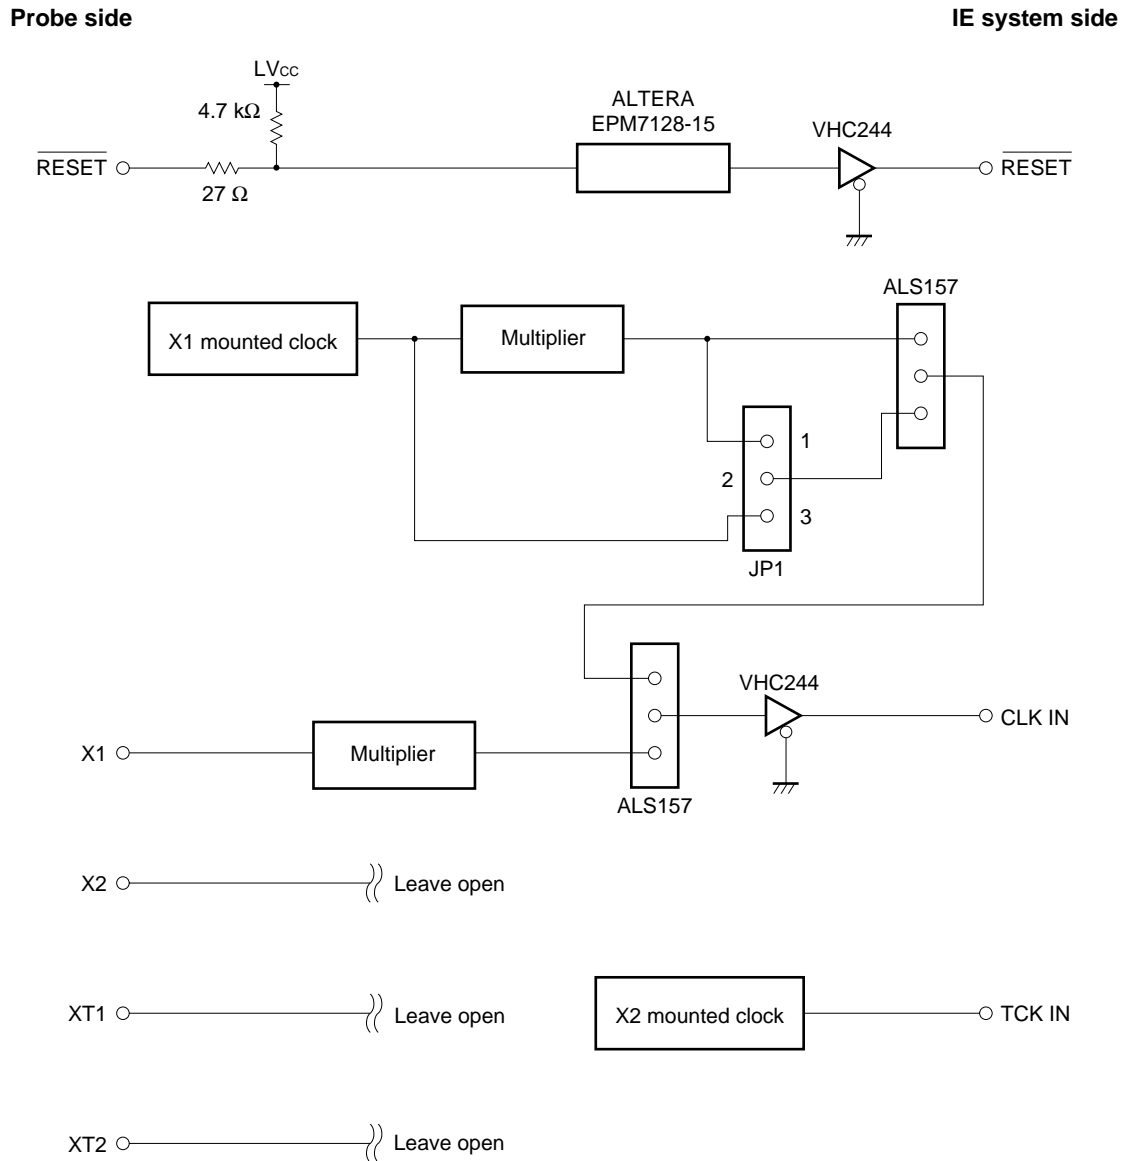 Probe side
IE system side
LVCC
4.7 kΩ
ALTERA
EPM7128-15
VHC244
RESET
27 Ω
RESET
ALS157
X1 mounted clock
Multiplier
1
2
3
JP1
VHC244
CLK IN
X1
Multiplier
ALS157
X2
Leave open
XT1
Leave open
X2 mounted clock
TCK IN
XT2
Leave open